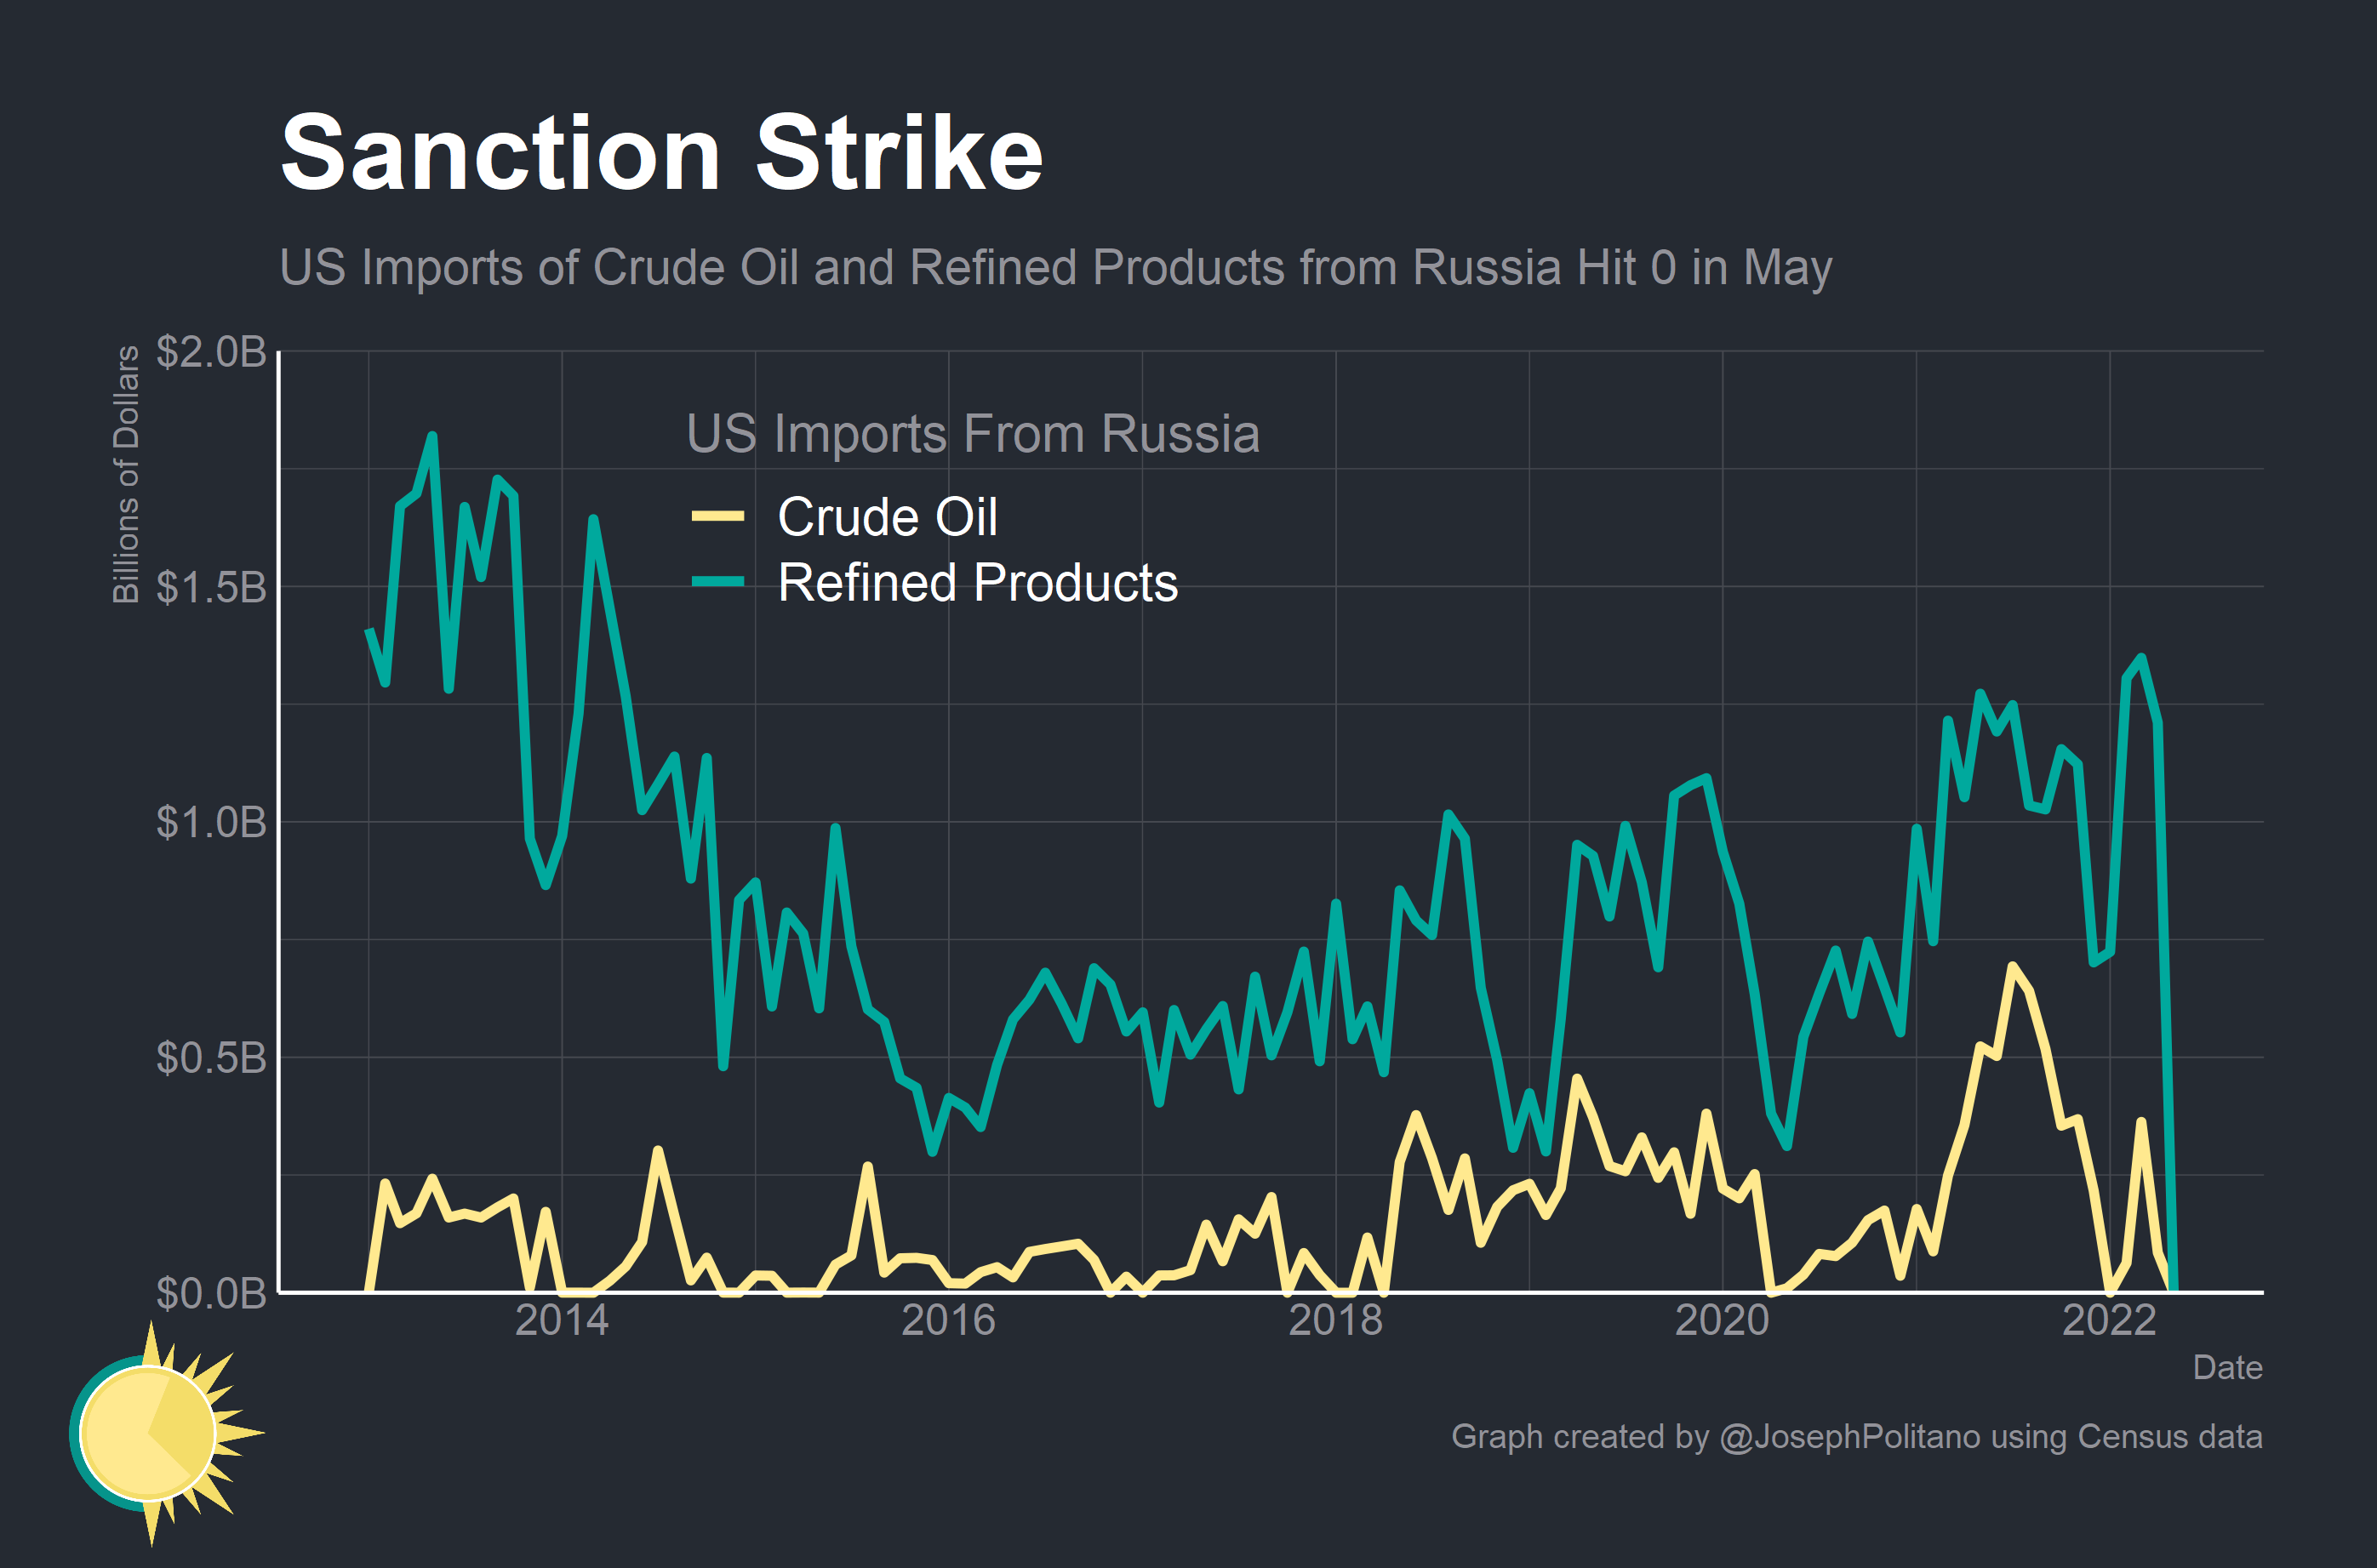 Sanction Strike
US Imports of Crude Oil and Refined Products from Russia Hit 0 in May
Billions of Dollars
$2.0B
$1.5B
$1.0B
$0.5B
$0.0B
US Imports From Russia
Crude Oil
Refined Products
2014
2016
2018
2020
2022
Date
Graph created by @JosephPolitano using Census data